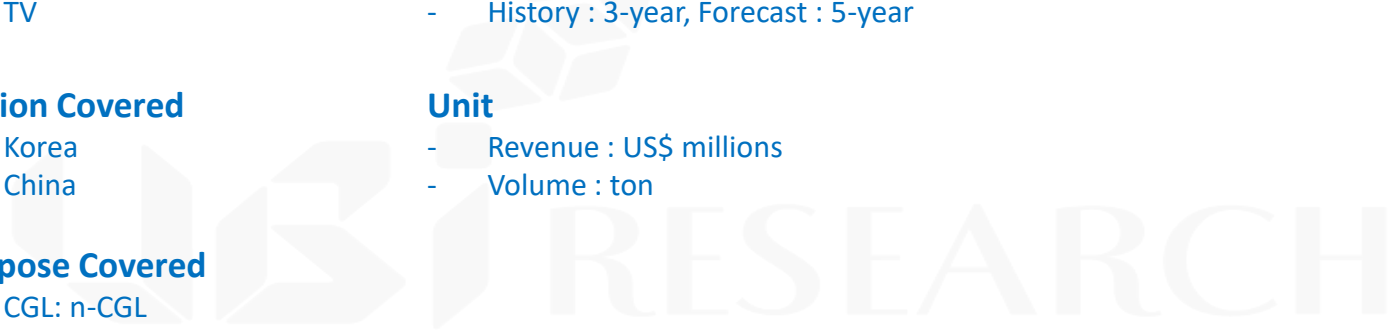 TV
- History : 3-year, Forecast : 5-year
ion Covered
Unit
Korea
- Revenue : US$ millions
China
- Volume : ton
UBI RESEARCH
pose Covered
CGL: n-CGL